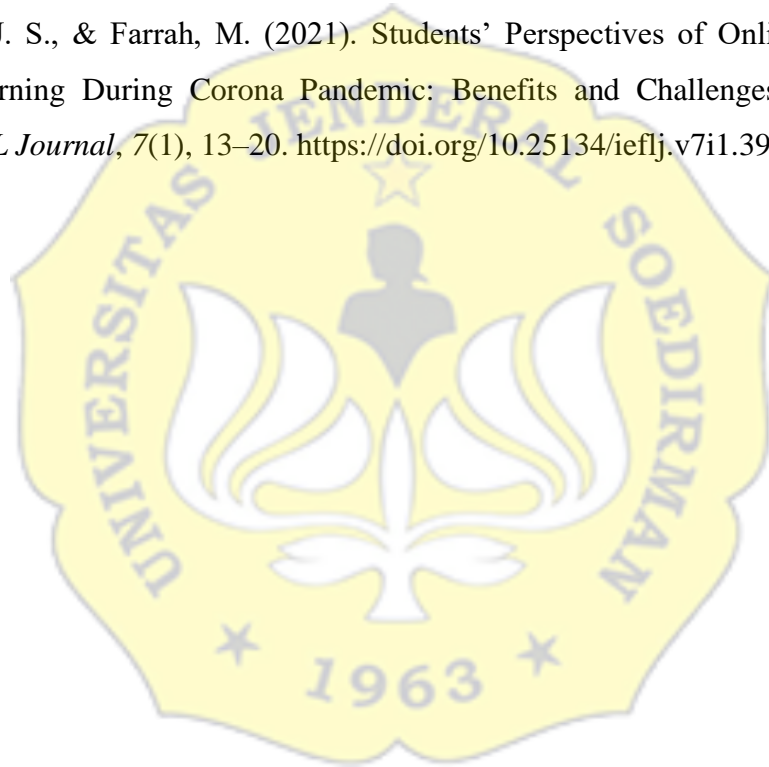 J. S., & Farrah, M. (2021). Students’ Perspectives of Onli
rning During Corona Pandemic: Benefits and Challenges
L Journal, 7(1), 13–20. https://doi.org/10.25134/ieflj.v7i1.39
UNIVERSITAS JENDERAL SOEDIRMAN
1963